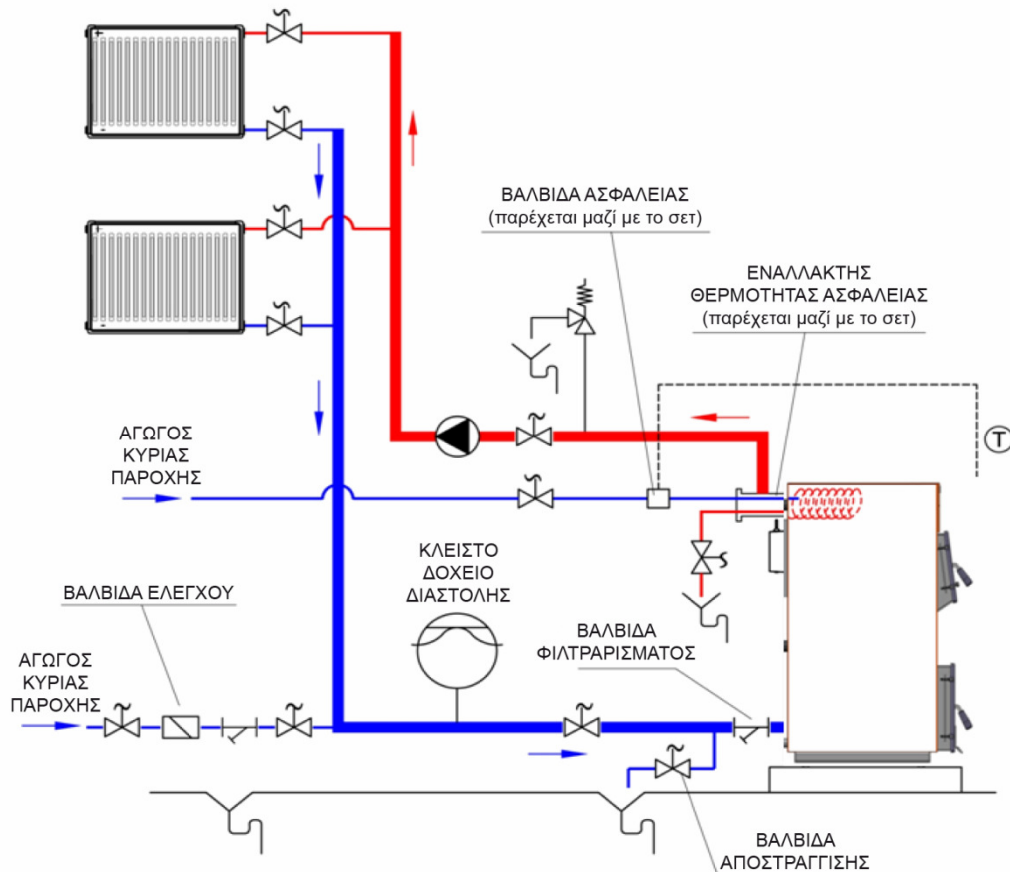 ΒΑΛΒΙΔΑ ΑΣΦΑΛΕΙΑΣ
(παρέχεται μαζί με το σετ)
ΕΝΑΛΛΑΚΤΗΣ
ΘΕΡΜΟΤΗΤΑΣ ΑΣΦΑΛΕΙΑΣ
(παρέχεται μαζί με το σετ)
T
ΑΓΩΓΟΣ
ΚΥΡΙΑΣ
ΠΑΡΟΧΗΣ
ΚΛΕΙΣΤΟ
ΔΟΧΕΙΟ
ΔΙΑΣΤΟΛΗΣ
ΒΑΛΒΙΔΑ ΕΛΕΓΧΟΥ
ΒΑΛΒΙΔΑ
ΦΙΛΤΡΑΡΙΣΜΑΤΟΣ
ΑΓΩΓΟΣ
ΚΥΡΙΑΣ
ΠΑΡΟΧΗΣ
ΒΑΛΒΙΔΑ
ΑΠΟΣΤΡΑΓΓΙΣΗΣ